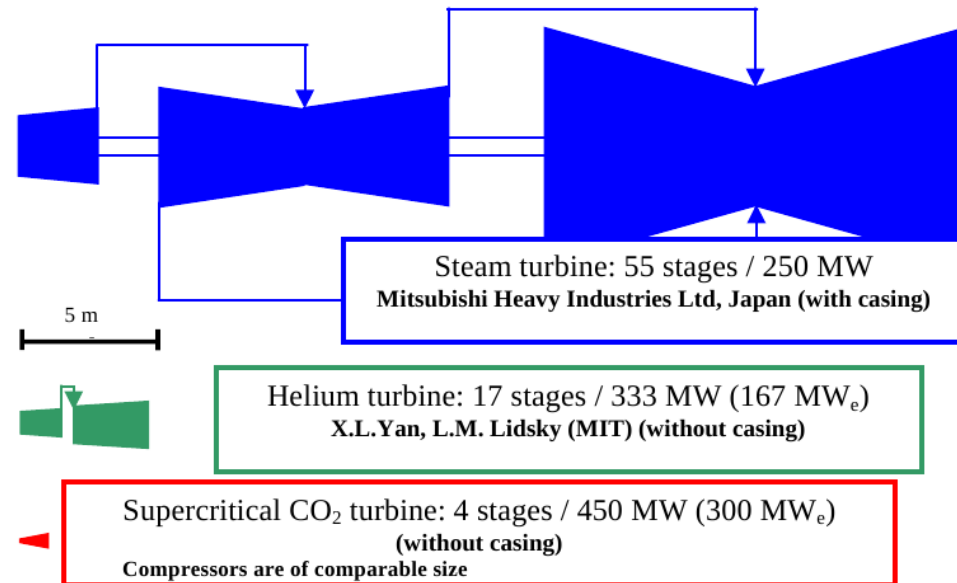 Steam turbine: 55 stages / 250 MW
Mitsubishi Heavy Industries Ltd, Japan (with casing)
5 m
Helium turbine: 17 stages / 333 MW (167 MWₑ)
X.L.Yan, L.M. Lidsky (MIT) (without casing)
Supercritical CO₂ turbine: 4 stages / 450 MW (300 MWₑ)
(without casing)
Compressors are of comparable size